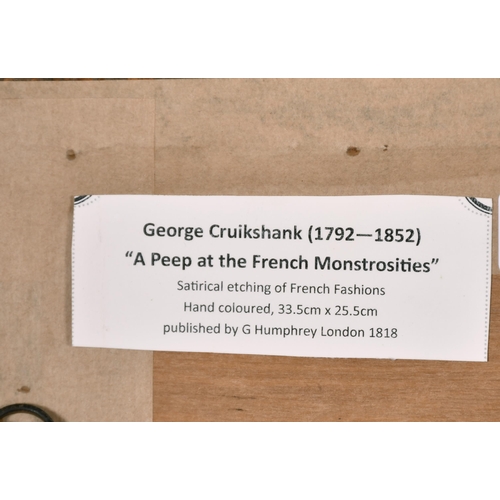 George Cruikshank (1792—1852)
“A Peep at the French Monstrosities”
Satirical etching of French Fashions
Hand coloured, 33.5cm x 25.5cm
published by G Humphrey London 1818